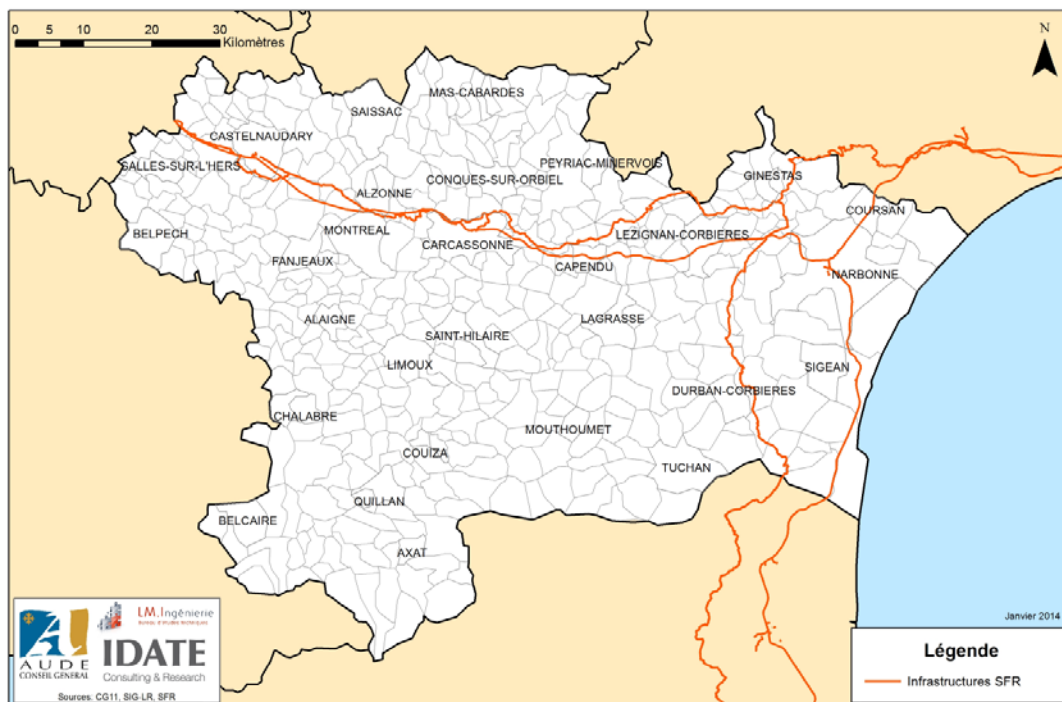 0 5 10 20 30
Kilomètres
N
MAS-CABARDES
SAISSAC
CASTELNAUDARY
SALLES-SUR-L'HERS
PEYRIAC-MINERVOIS
GINESTAS
CONQUES-SUR-ORBIEL
ALZONNE
COURSAN
BELPECH
MONTREAL
LEZIGNAN-CORBIERES
CARCASSONNE
FANJEAUX
CAPENDU
NARBONNE
ALAIGNE
LAGRASSE
SAINT-HILAIRE
LIMOUX
SIGEAN
DURBAN-CORBIERES
CHALABRE
MOUTHOUMET
COUIZA
TUCHAN
QUILLAN
BELCAIRE
AXAT
Janvier 2014
AUDE
CONSEIL GENERAL
LM.Ingénierie
Bureau d'études techniques
IDATE
Consulting & Research
Sources: CG11, SIG-LR, SFR
Légende
Infrastructures SFR